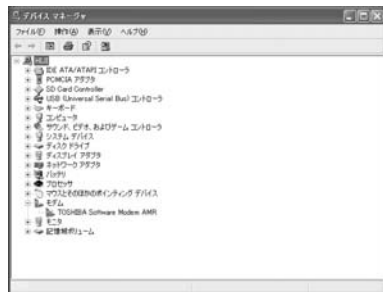 デバイス マネージャ
ファイル(F) 操作(A) 表示(V) ヘルプ(H)
IDE ATA/ATAPI コントローラ
PCMCIA アダプタ
SD Card Controller
USB (Universal Serial Bus) コントローラ
キーボード
コンピュータ
サウンド、ビデオ、およびゲーム コントローラ
システム デバイス
ディスク ドライブ
ディスプレイ アダプタ
ネットワーク アダプタ
バッテリ
プロセッサ
マウスとそのほかのポインティング デバイス
モデム
TOSHIBA Software Modem AMR
モニタ
記憶域ボリューム